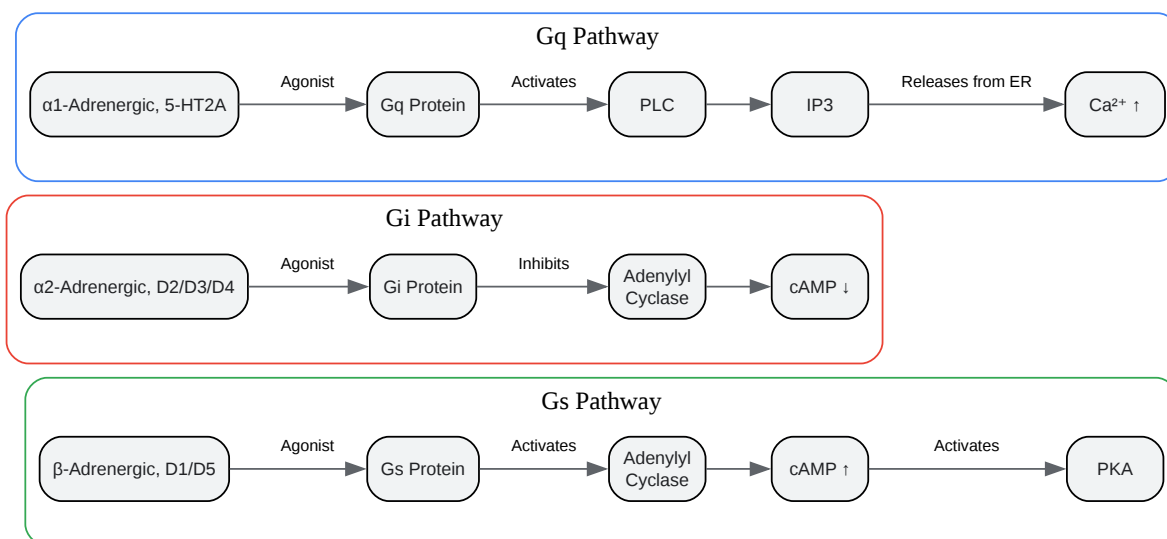 Gq Pathway
α1-Adrenergic, 5-HT2A
Agonist
Gq Protein
Activates
PLC
IP3
Releases from ER
Ca²⁺ ↑
Gi Pathway
α2-Adrenergic, D2/D3/D4
Agonist
Gi Protein
Inhibits
Adenylyl
Cyclase
cAMP ↓
Gs Pathway
β-Adrenergic, D1/D5
Agonist
Gs Protein
Activates
Adenylyl
Cyclase
cAMP ↑
Activates
PKA